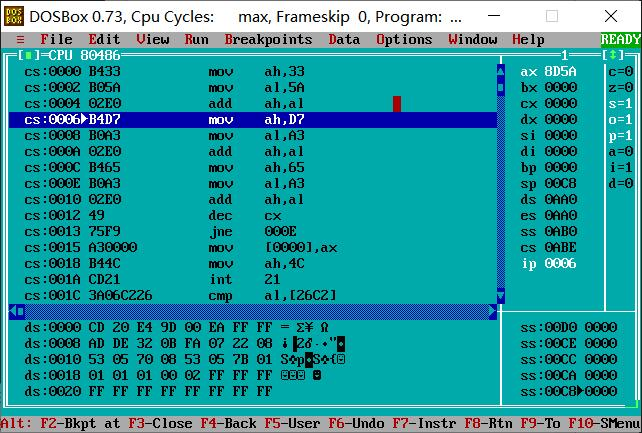 DOSBox 0.73, Cpu Cycles:      max, Frameskip  0, Program:  ...
≡  File  Edit  View  Run  Breakpoints  Data  Options  Window  Help  READY
[■]=CPU 80486  1  [↕]
cs:0000 B433  mov  ah,33  ax 8D5A  c=0
cs:0002 B05A  mov  al,5A  bx 0000  z=0
cs:0004 02E0  add  ah,al  cx 0000  s=1
cs:0006►B4D7  mov  ah,D7  dx 0000  o=1
cs:0008 B0A3  mov  al,A3  si 0000  p=1
cs:000A 02E0  add  ah,al  di 0000  a=0
cs:000C B465  mov  ah,65  bp 0000  i=1
cs:000E B0A3  mov  al,A3  sp 00C8  d=0
cs:0010 02E0  add  ah,al  ds 0AA0
cs:0012 49  dec  cx  es 0AA0
cs:0013 75F9  jne  000E  ss 0AB0
cs:0015 A30000  mov  [0000],ax  cs 0ABE
cs:0018 B44C  mov  ah,4C  ip 0006
cs:001A CD21  int  21
cs:001C 3A06C226  cmp  al,[26C2]
ds:0000 CD 20 E4 9D 00 EA FF FF = Σ¥ Ω  ss:00D0 0000
ds:0008 AD DE 32 0B FA 07 22 08  ss:00CE 0000
ds:0010 53 05 70 08 53 05 7B 01 S♣p◘S♣{☺  ss:00CC 0000
ds:0018 01 01 01 00 02 FF FF FF ☺☺☺ ☻  ss:00CA 0000
ds:0020 FF FF FF FF FF FF FF FF  ss:00C8►0000
Alt: F2-Bkpt at F3-Close F4-Back F5-User F6-Undo F7-Instr F8-Rtn F9-To F10-SMenu